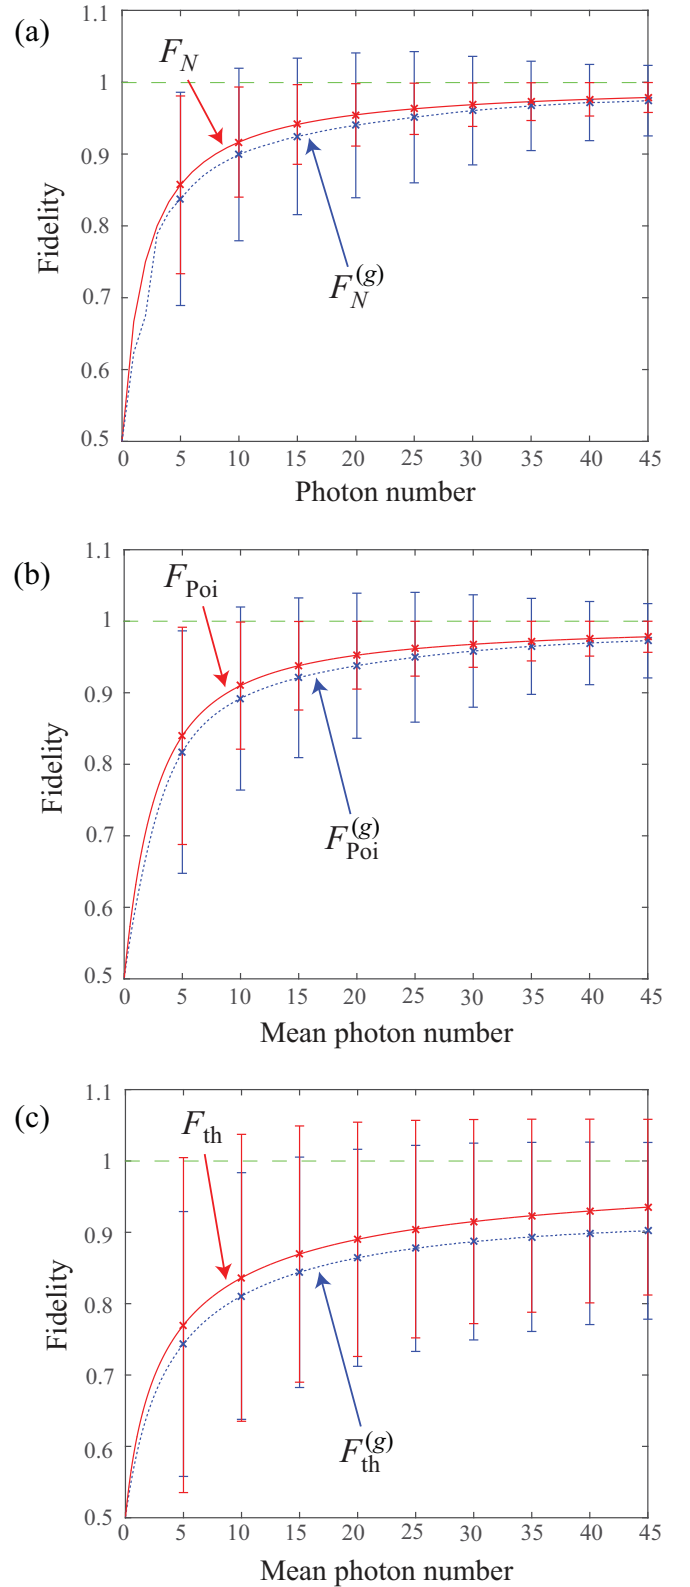 (a)
1.1
1
0.9
0.8
0.7
0.6
0.5
Fidelity
F_N
F_N^(g)
0 5 10 15 20 25 30 35 40 45
Photon number
(b)
1.1
1
0.9
0.8
0.7
0.6
0.5
Fidelity
F_Poi
F_Poi^(g)
0 5 10 15 20 25 30 35 40 45
Mean photon number
(c)
1.1
1
0.9
0.8
0.7
0.6
0.5
Fidelity
F_th
F_th^(g)
0 5 10 15 20 25 30 35 40 45
Mean photon number